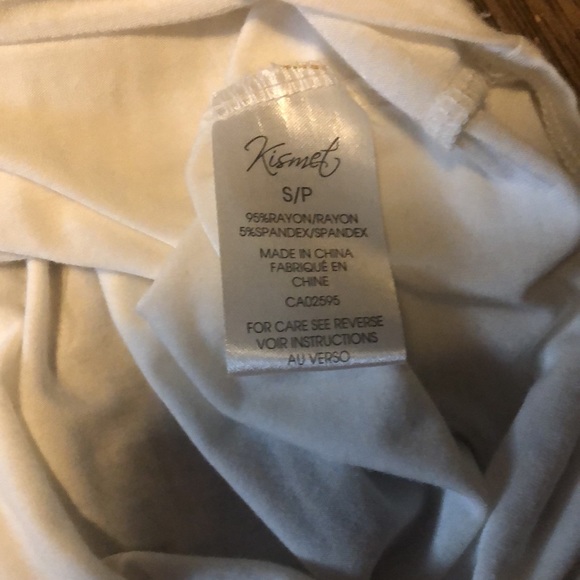 Kismet
S/P
95%RAYON/RAYON
5%SPANDEX/SPANDEX
MADE IN CHINA
FABRIQUÉ EN
CHINE
CA02595
FOR CARE SEE REVERSE
VOIR INSTRUCTIONS
AU VERSO